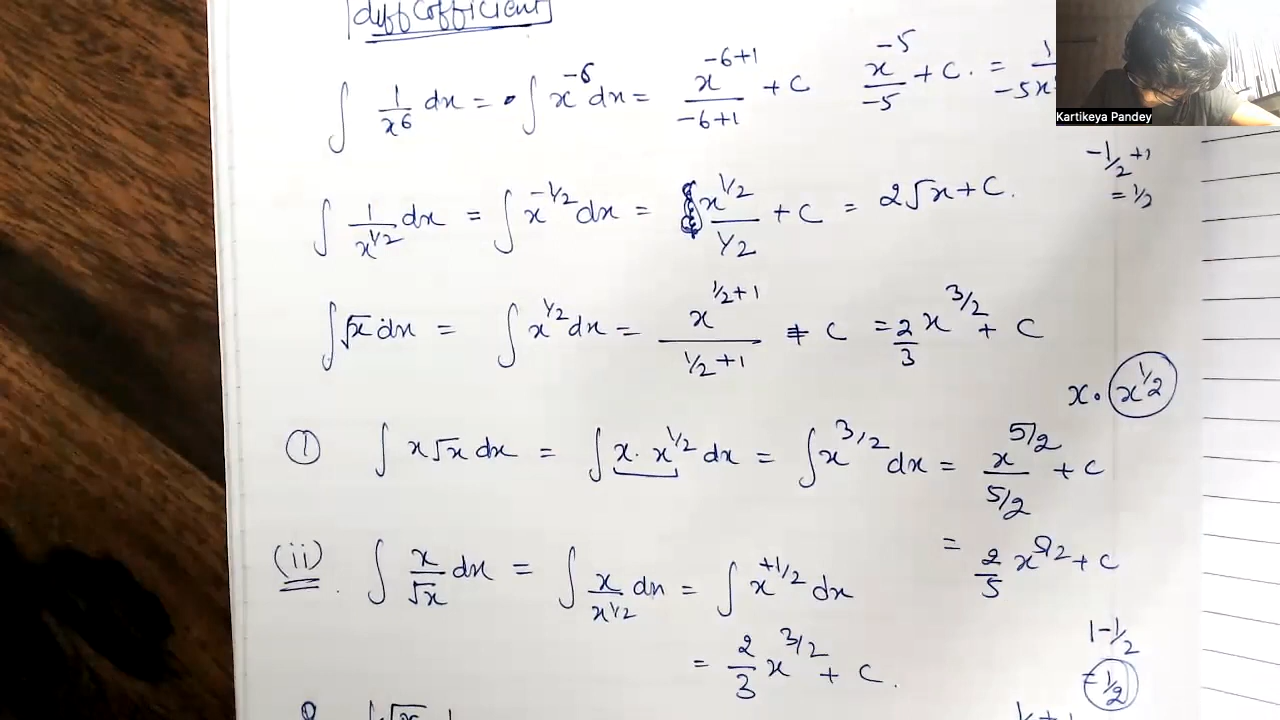 diff Cofficient
∫ 1/x^6 dx = ∫ x^-6 dx = x^(-6+1)/(-6+1) + C x^-5/-5 + C. = 1/-5x
Kartikeya Pandey
-1/2 +1
= 1/2
∫ 1/x^(1/2) dx = ∫ x^(-1/2) dx = x^(1/2)/(1/2) + C = 2√x + C.
∫ √x dx = ∫ x^(1/2) dx = x^(1/2+1)/(1/2+1) + C = 2/3 x^(3/2) + C
x. x^(1/2)
① ∫ x√x dx = ∫ x. x^(1/2) dx = ∫ x^(3/2) dx = x^(5/2)/(5/2) + C
= 2/5 x^(5/2) + C
(ii). ∫ x/√x dx = ∫ x/x^(1/2) dx = ∫ x^(+1/2) dx
1-1/2
= 1/2
= 2/3 x^(3/2) + C.